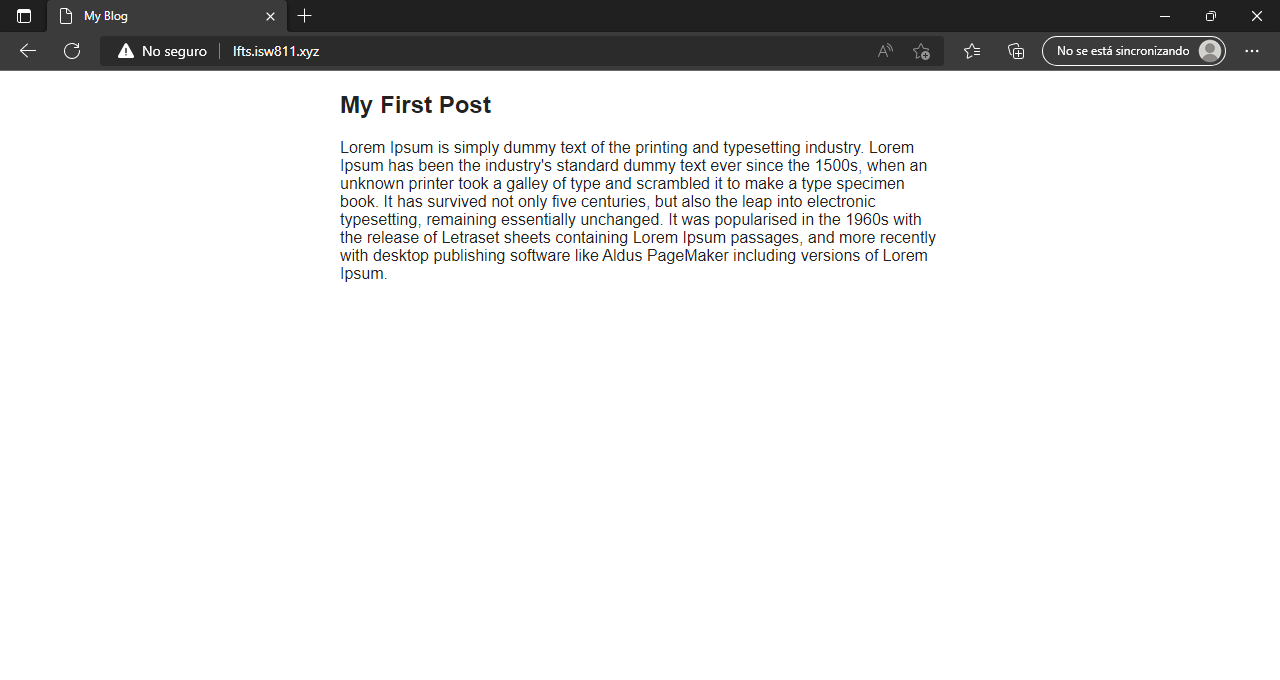 My Blog
No seguro
lfts.isw811.xyz
No se está sincronizando
My First Post
Lorem Ipsum is simply dummy text of the printing and typesetting industry. Lorem
Ipsum has been the industry's standard dummy text ever since the 1500s, when an
unknown printer took a galley of type and scrambled it to make a type specimen
book. It has survived not only five centuries, but also the leap into electronic
typesetting, remaining essentially unchanged. It was popularised in the 1960s with
the release of Letraset sheets containing Lorem Ipsum passages, and more recently
with desktop publishing software like Aldus PageMaker including versions of Lorem
Ipsum.